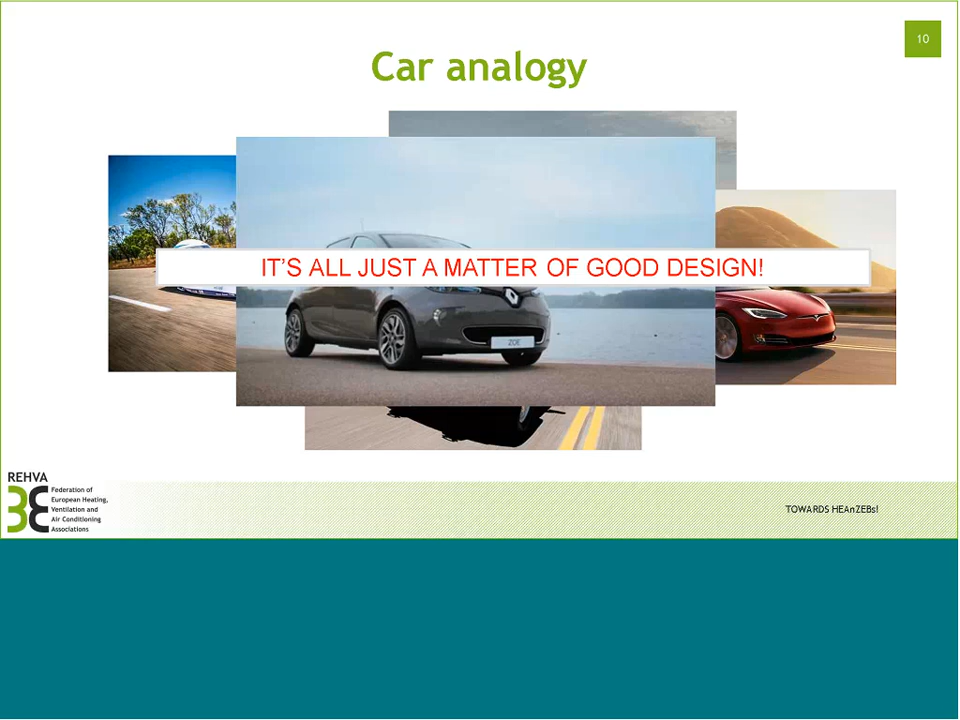 10
Car analogy
IT'S ALL JUST A MATTER OF GOOD DESIGN!
ZOE
REHVA
Federation of
European Heating,
Ventilation and
Air Conditioning
Associations
TOWARDS HEAnZEBs!